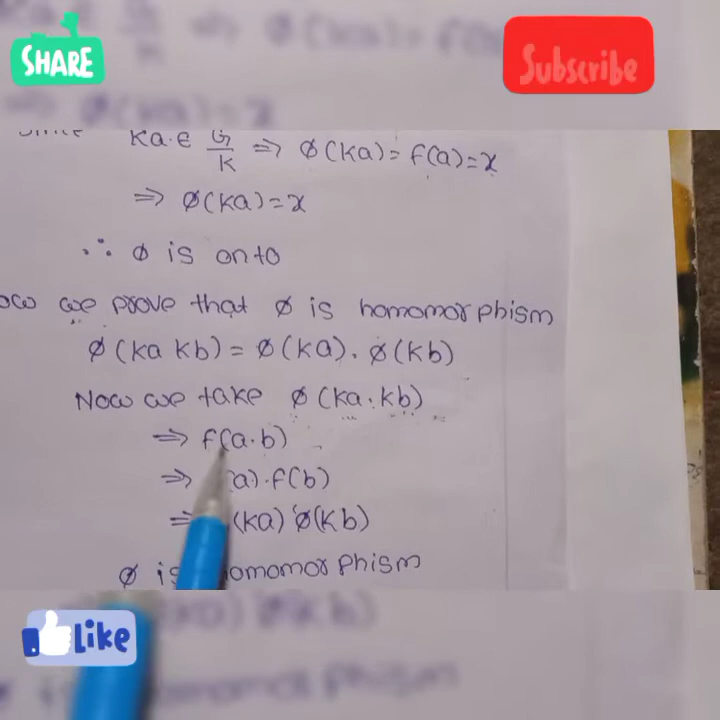 SHARE
Subscribe
Ka.∈ G/K ⇒ ø(Ka) = f(a) = x
⇒ ø(Ka) = x
∴ ø is onto
we prove that ø is homomorphism
ø(ka kb) = ø(ka). ø(kb)
Now we take ø(ka.kb)
⇒ f(a.b)
⇒ (a).f(b)
⇒ (ka) ø(kb)
ø is homomorphism
Like